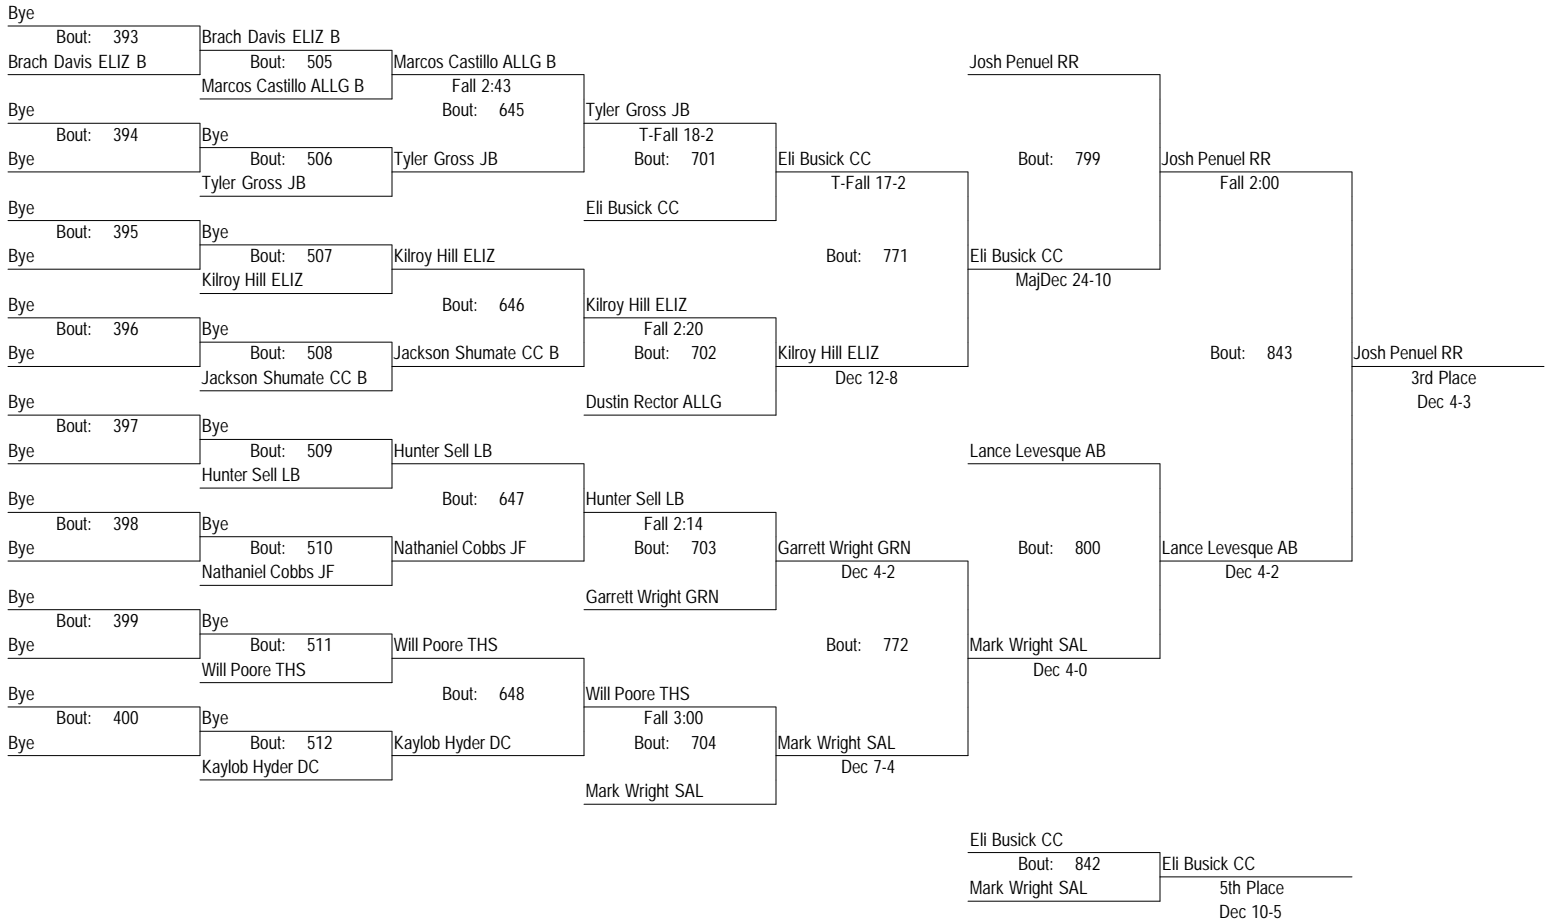 Bye
Bout: 393 Brach Davis ELIZ B
Brach Davis ELIZ B Bout: 505 Marcos Castillo ALLG B Josh Penuel RR
Marcos Castillo ALLG B Fall 2:43
Bye Bout: 645 Tyler Gross JB
Bout: 394 Bye T-Fall 18-2
Bye Bout: 506 Tyler Gross JB Bout: 701 Eli Busick CC Bout: 799 Josh Penuel RR
Tyler Gross JB T-Fall 17-2 Fall 2:00
Bye Eli Busick CC
Bout: 395 Bye
Bye Bout: 507 Kilroy Hill ELIZ Bout: 771 Eli Busick CC
Kilroy Hill ELIZ MajDec 24-10
Bye Bout: 646 Kilroy Hill ELIZ
Bout: 396 Bye Fall 2:20
Bye Bout: 508 Jackson Shumate CC B Bout: 702 Kilroy Hill ELIZ Bout: 843 Josh Penuel RR
Jackson Shumate CC B Dec 12-8 3rd Place
Bye Dustin Rector ALLG Dec 4-3
Bout: 397 Bye
Bye Bout: 509 Hunter Sell LB Lance Levesque AB
Hunter Sell LB
Bye Bout: 647 Hunter Sell LB
Bout: 398 Bye Fall 2:14
Bye Bout: 510 Nathaniel Cobbs JF Bout: 703 Garrett Wright GRN Bout: 800 Lance Levesque AB
Nathaniel Cobbs JF Dec 4-2 Dec 4-2
Bye Garrett Wright GRN
Bout: 399 Bye
Bye Bout: 511 Will Poore THS Bout: 772 Mark Wright SAL
Will Poore THS Dec 4-0
Bye Bout: 648 Will Poore THS
Bout: 400 Bye Fall 3:00
Bye Bout: 512 Kaylob Hyder DC Bout: 704 Mark Wright SAL
Kaylob Hyder DC Dec 7-4
Mark Wright SAL
Eli Busick CC
Bout: 842 Eli Busick CC
Mark Wright SAL 5th Place
Dec 10-5